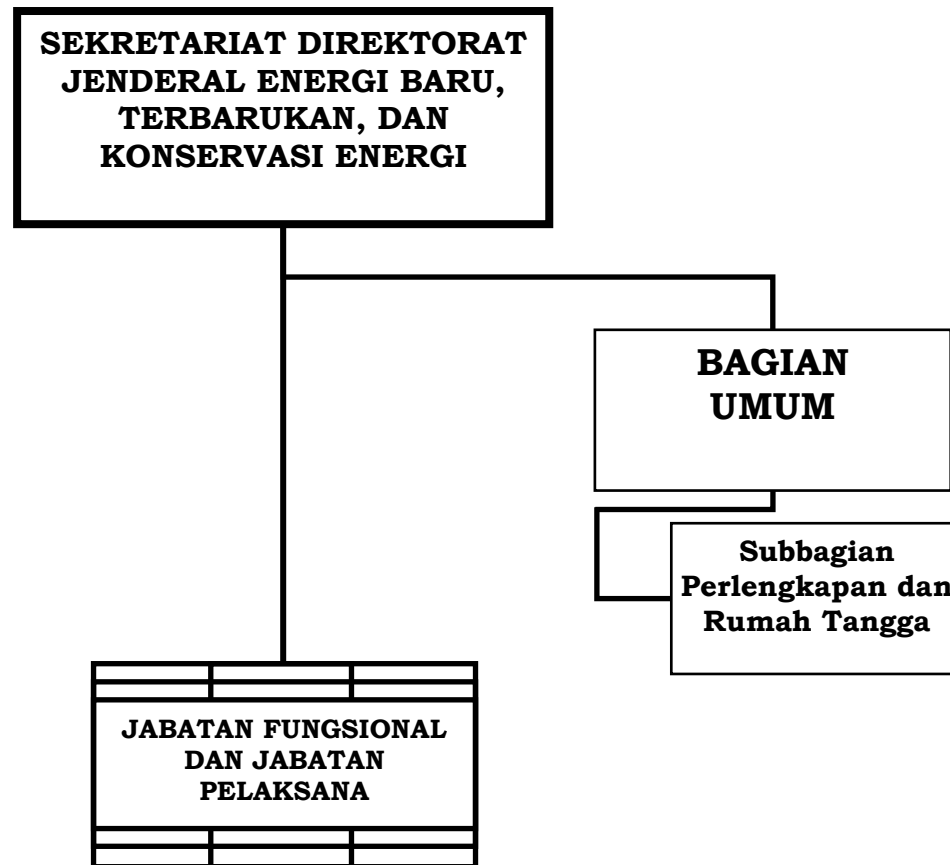 SEKRETARIAT DIREKTORAT
JENDERAL ENERGI BARU,
TERBARUKAN, DAN
KONSERVASI ENERGI
BAGIAN
UMUM
Subbagian
Perlengkapan dan
Rumah Tangga
JABATAN FUNGSIONAL
DAN JABATAN
PELAKSANA